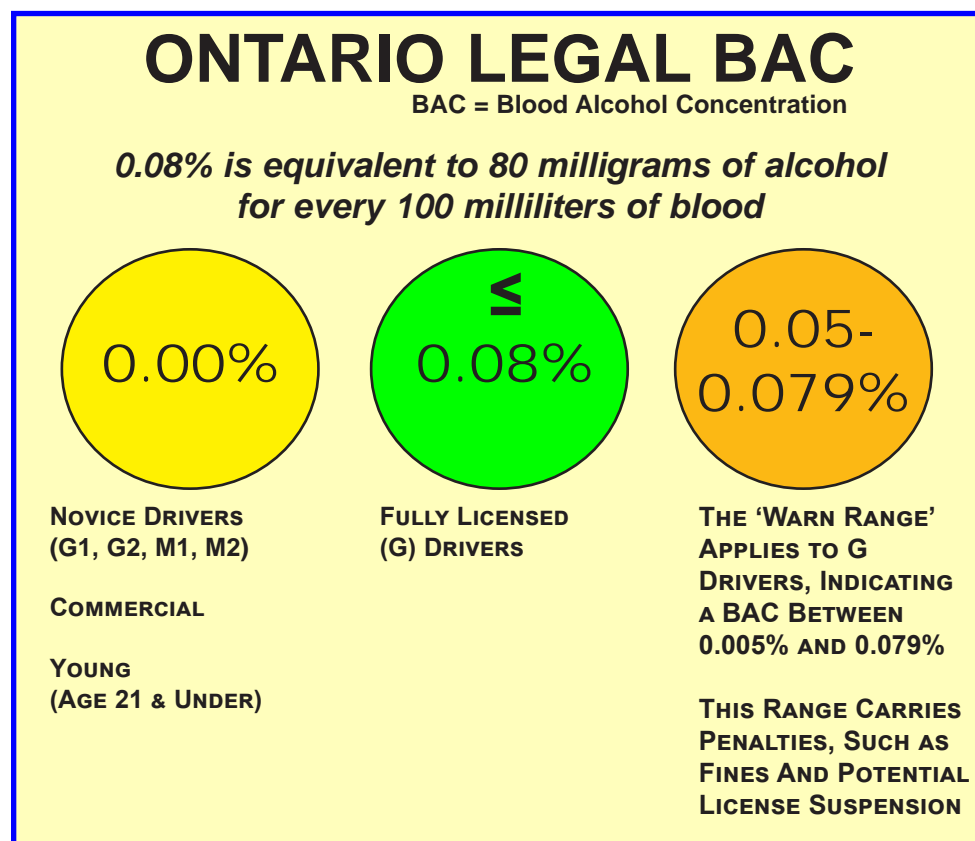 ONTARIO LEGAL BAC
BAC = Blood Alcohol Concentration
0.08% is equivalent to 80 milligrams of alcohol
for every 100 milliliters of blood
0.00%
≤
0.08%
0.05-
0.079%
Novice Drivers
(G1, G2, M1, M2)
Commercial
Young
(Age 21 & Under)
Fully Licensed
(G) Drivers
The ‘Warn Range’
Applies to G
Drivers, Indicating
a BAC Between
0.005% and 0.079%
This Range Carries
Penalties, Such as
Fines And Potential
License Suspension